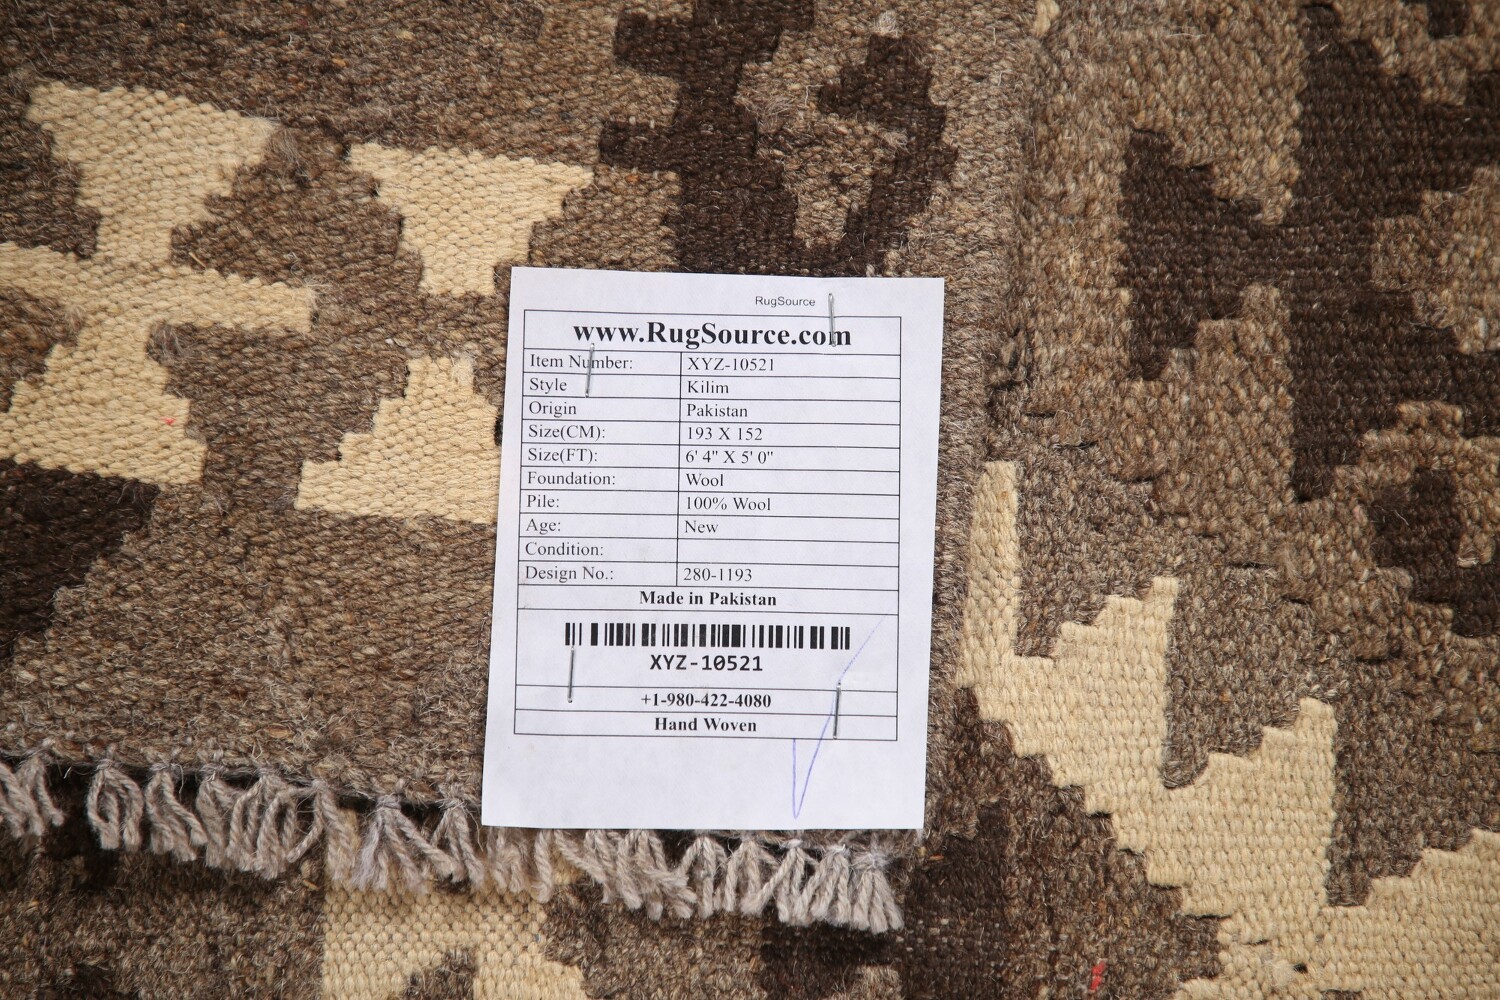 RugSource
www.RugSource.com
Item Number: XYZ-10521
Style Kilim
Origin Pakistan
Size(CM): 193 X 152
Size(FT): 6' 4" X 5' 0"
Foundation: Wool
Pile: 100% Wool
Age: New
Condition:
Design No.: 280-1193
Made in Pakistan
XYZ-10521
+1-980-422-4080
Hand Woven